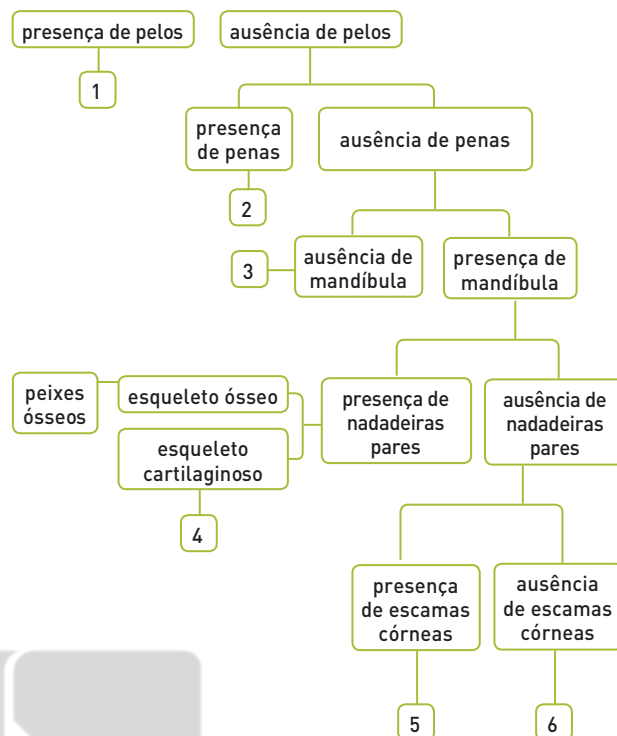 presença de pelos
ausência de pelos
1
presença
de penas
ausência de penas
2
3
ausência de
mandíbula
presença de
mandíbula
peixes
ósseos
esqueleto ósseo
esqueleto
cartilaginoso
presença de
nadadeiras
pares
ausência de
nadadeiras
pares
4
presença
de escamas
córneas
ausência
de escamas
córneas
5
6